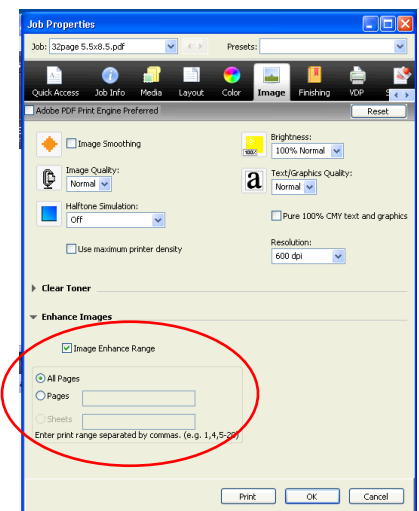 Job Properties
Job: 32page 5.5x8.5.pdf Presets:
Quick Access Job Info Media Layout Color Image Finishing VDP
Adobe PDF Print Engine Preferred Reset
Image Smoothing
Brightness:
100% Normal
Image Quality:
Normal
Text/Graphics Quality:
Normal
Halftone Simulation:
Off
Pure 100% CMY text and graphics
Use maximum printer density
Resolution:
600 dpi
Clear Toner
Enhance Images
Image Enhance Range
All Pages
Pages
Sheets
Enter print range separated by commas. (e.g. 1,4,5-20)
Print OK Cancel